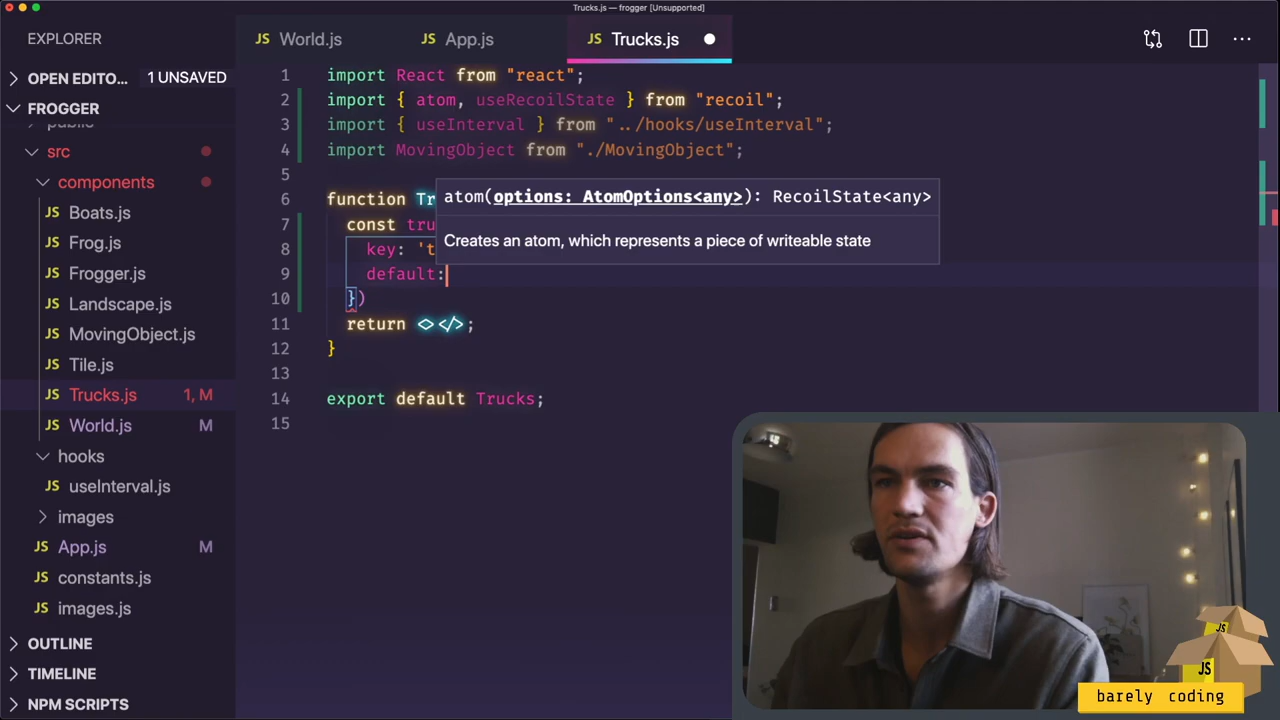 Trucks.js — frogger [Unsupported]
EXPLORER
JS World.js
JS App.js
JS Trucks.js
OPEN EDITO... 1 UNSAVED
FROGGER
public
src
components
JS Boats.js
JS Frog.js
JS Frogger.js
JS Landscape.js
JS MovingObject.js
JS Tile.js
JS Trucks.js 1, M
JS World.js M
hooks
JS useInterval.js
images
JS App.js M
JS constants.js
JS images.js
OUTLINE
TIMELINE
NPM SCRIPTS
1 import React from "react";
2 import { atom, useRecoilState } from "recoil";
3 import { useInterval } from "../hooks/useInterval";
4 import MovingObject from "./MovingObject";
5
6 function Tr
7 const tru
8 key: 't
9 default:
10 })
11 return <></>;
12 }
13
14 export default Trucks;
15
atom(options: AtomOptions<any>): RecoilState<any>
Creates an atom, which represents a piece of writeable state
JS
JS
barely coding